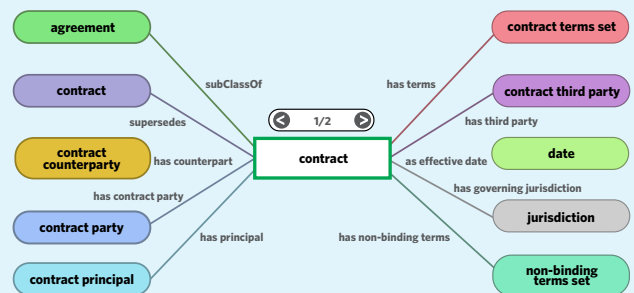 agreement
contract terms set
subClassOf
has terms
contract
contract third party
supersedes
1/2
has third party
contract
counterparty
has counterpart
contract
as effective date
date
has contract party
has governing jurisdiction
contract party
has principal
has non-binding terms
jurisdiction
contract principal
non-binding
terms set